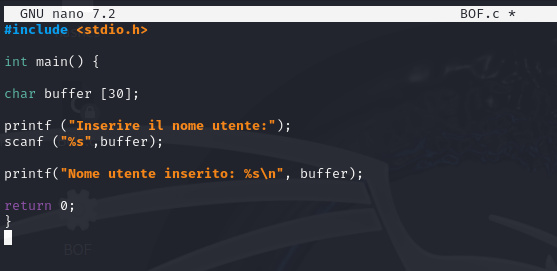 GNU nano 7.2 BOF.c *
#include <stdio.h>
int main() {
char buffer [30];
printf ("Inserire il nome utente:");
scanf ("%s",buffer);
printf("Nome utente inserito: %s\n", buffer);
return 0;
}
BOF